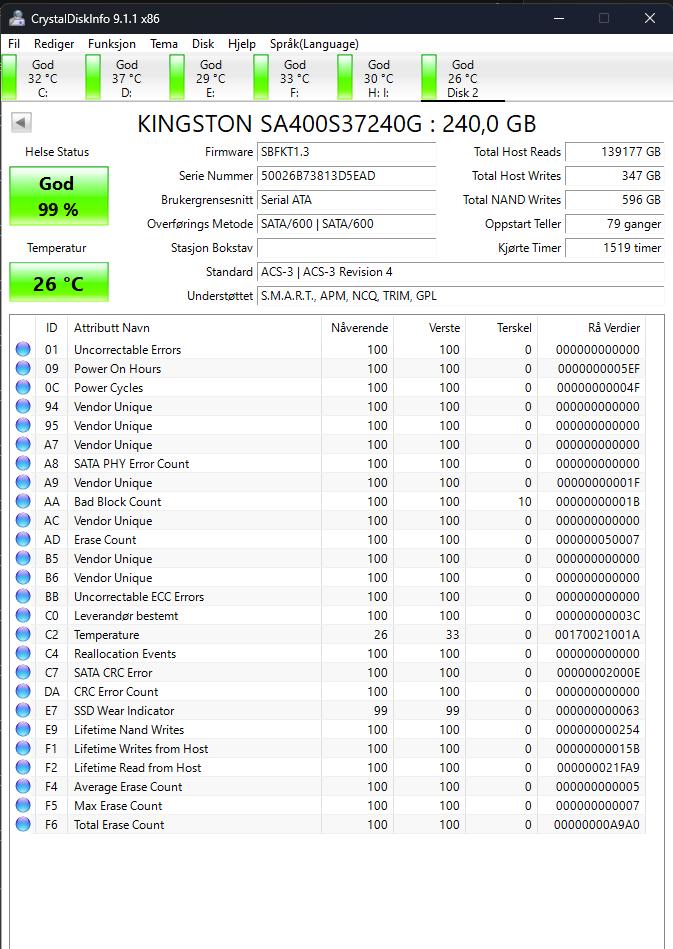 CrystalDiskInfo 9.1.1 x86
Fil Rediger Funksjon Tema Disk Hjelp Språk(Language)
God God God God God God
32 °C 37 °C 29 °C 33 °C 30 °C 26 °C
C: D: E: F: H: I: Disk 2
KINGSTON SA400S37240G : 240,0 GB
Helse Status
God
99 %
Temperatur
26 °C
Firmware SBFKT1.3
Serie Nummer 50026B73813D5EAD
Brukergrensesnitt Serial ATA
Overførings Metode SATA/600 | SATA/600
Stasjon Bokstav
Standard ACS-3 | ACS-3 Revision 4
Understøttet S.M.A.R.T., APM, NCQ, TRIM, GPL
Total Host Reads 139177 GB
Total Host Writes 347 GB
Total NAND Writes 596 GB
Oppstart Teller 79 ganger
Kjørte Timer 1519 timer
ID Attributt Navn Nåverende Verste Terskel Rå Verdier
01 Uncorrectable Errors 100 100 0 000000000000
09 Power On Hours 100 100 0 0000000005EF
0C Power Cycles 100 100 0 00000000004F
94 Vendor Unique 100 100 0 000000000000
95 Vendor Unique 100 100 0 000000000000
A7 Vendor Unique 100 100 0 000000000000
A8 SATA PHY Error Count 100 100 0 000000000000
A9 Vendor Unique 100 100 0 00000000001F
AA Bad Block Count 100 100 10 00000000001B
AC Vendor Unique 100 100 0 000000000000
AD Erase Count 100 100 0 000000050007
B5 Vendor Unique 100 100 0 000000000000
B6 Vendor Unique 100 100 0 000000000000
BB Uncorrectable ECC Errors 100 100 0 000000000000
C0 Leverandør bestemt 100 100 0 00000000003C
C2 Temperature 26 33 0 00170021001A
C4 Reallocation Events 100 100 0 000000000000
C7 SATA CRC Error 100 100 0 00000002000E
DA CRC Error Count 100 100 0 000000000000
E7 SSD Wear Indicator 99 99 0 000000000063
E9 Lifetime Nand Writes 100 100 0 000000000254
F1 Lifetime Writes from Host 100 100 0 00000000015B
F2 Lifetime Read from Host 100 100 0 000000021FA9
F4 Average Erase Count 100 100 0 000000000005
F5 Max Erase Count 100 100 0 000000000007
F6 Total Erase Count 100 100 0 00000000A9A0